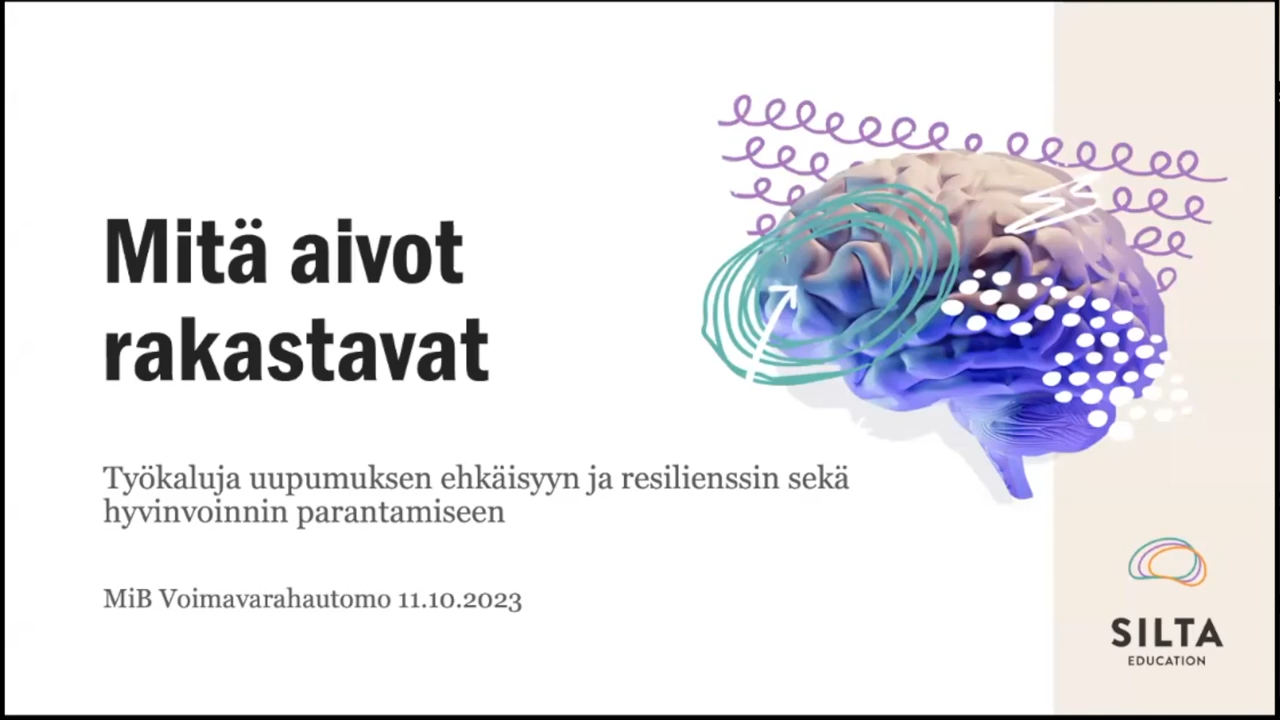 Mitä aivot
rakastavat
Työkaluja uupumuksen ehkäisyyn ja resilienssin sekä
hyvinvoinnin parantamiseen
MiB Voimavarahautomo 11.10.2023
SILTA
EDUCATION